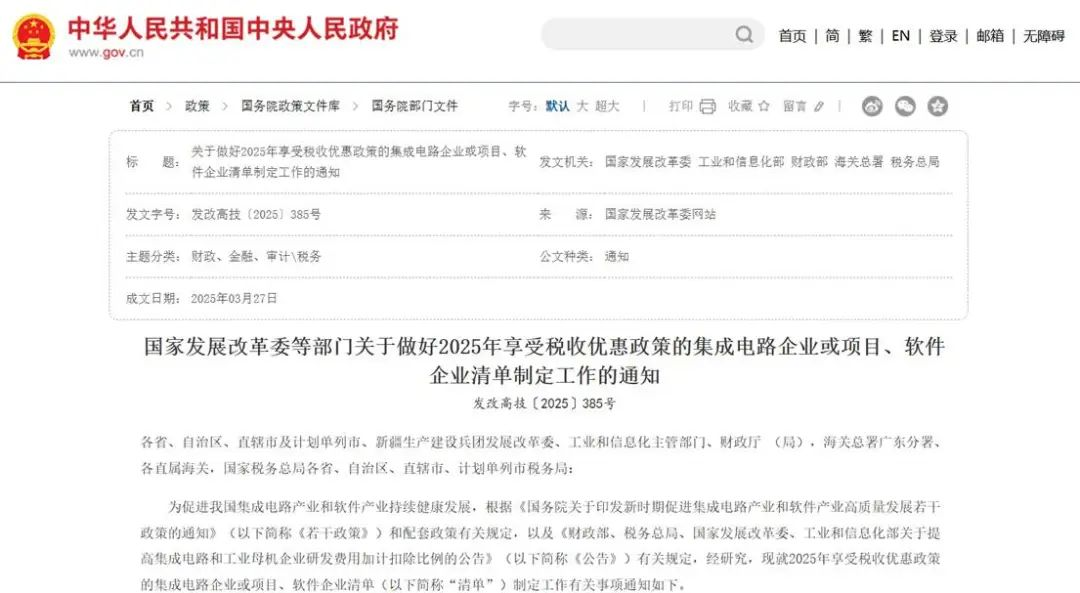 中华人民共和国中央人民政府
www.gov.cn
首页 | 简 | 繁 | EN | 登录 | 邮箱 | 无障碍
首页 > 政策 > 国务院政策文件库 > 国务院部门文件
字号：默认 大 超大 | 打印 收藏 留言 |
标 题： 关于做好2025年享受税收优惠政策的集成电路企业或项目、软
件企业清单制定工作的通知
发文机关： 国家发展改革委 工业和信息化部 财政部 海关总署 税务总局
发文字号： 发改高技〔2025〕385号
来 源： 国家发展改革委网站
主题分类： 财政、金融、审计\税务
公文种类： 通知
成文日期： 2025年03月27日
国家发展改革委等部门关于做好2025年享受税收优惠政策的集成电路企业或项目、软件
企业清单制定工作的通知
发改高技〔2025〕385号
各省、自治区、直辖市及计划单列市、新疆生产建设兵团发展改革委、工业和信息化主管部门、财政厅 （局），海关总署广东分署、
各直属海关，国家税务总局各省、自治区、直辖市、计划单列市税务局：
为促进我国集成电路产业和软件产业持续健康发展，根据《国务院关于印发新时期促进集成电路产业和软件产业高质量发展若干
政策的通知》（以下简称《若干政策》）和配套政策有关规定，以及《财政部、税务总局、国家发展改革委、工业和信息化部关于提
高集成电路和工业母机企业研发费用加计扣除比例的公告》（以下简称《公告》）有关规定，经研究，现就2025年享受税收优惠政策
的集成电路企业或项目、软件企业清单（以下简称“清单”）制定工作有关事项通知如下。